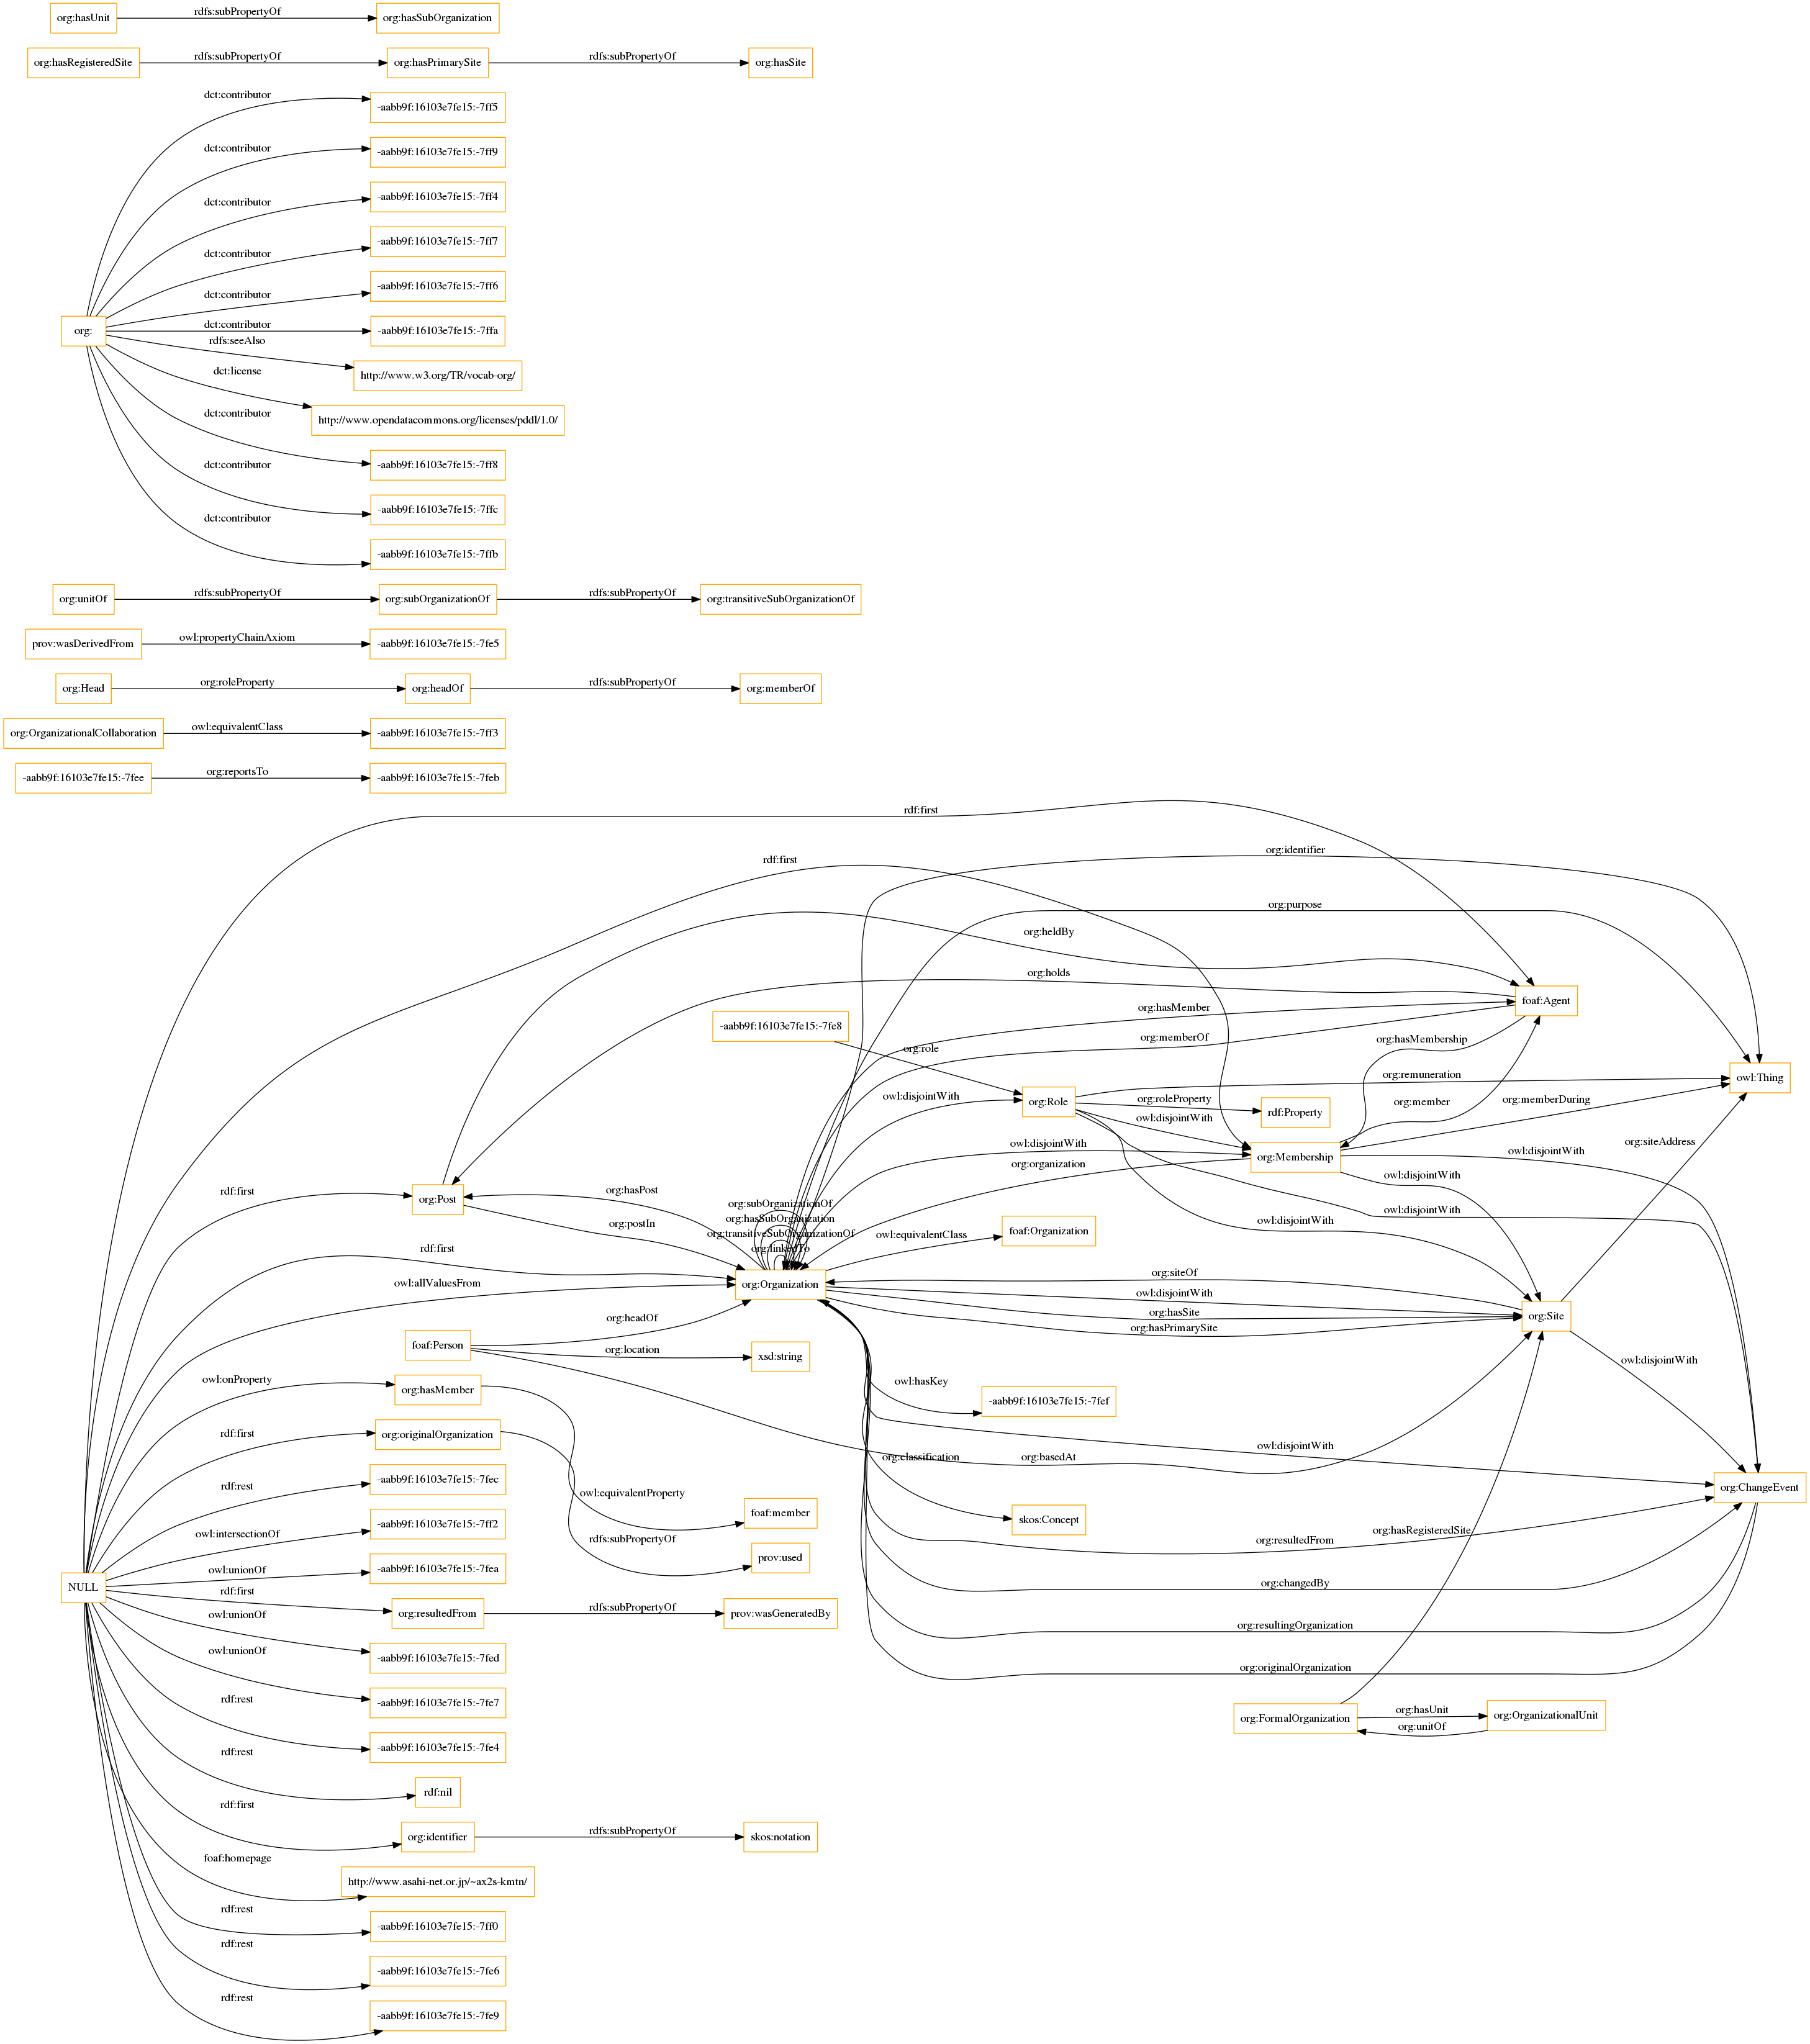 org:hasUnit
rdfs:subPropertyOf
org:hasSubOrganization
org:hasRegisteredSite
rdfs:subPropertyOf
org:hasPrimarySite
rdfs:subPropertyOf
org:hasSite
dct:contributor
-aabb9f:16103e7fe15:-7ff5
dct:contributor
-aabb9f:16103e7fe15:-7ff9
dct:contributor
-aabb9f:16103e7fe15:-7ff4
dct:contributor
-aabb9f:16103e7fe15:-7ff7
dct:contributor
-aabb9f:16103e7fe15:-7ff6
org:
dct:contributor
-aabb9f:16103e7fe15:-7ffa
rdfs:seeAlso
http://www.w3.org/TR/vocab-org/
dct:license
http://www.opendatacommons.org/licenses/pddl/1.0/
dct:contributor
-aabb9f:16103e7fe15:-7ff8
dct:contributor
-aabb9f:16103e7fe15:-7ffc
dct:contributor
-aabb9f:16103e7fe15:-7ffb
org:unitOf
rdfs:subPropertyOf
org:subOrganizationOf
rdfs:subPropertyOf
org:transitiveSubOrganizationOf
prov:wasDerivedFrom
owl:propertyChainAxiom
-aabb9f:16103e7fe15:-7fe5
org:Head
org:roleProperty
org:headOf
rdfs:subPropertyOf
org:memberOf
org:OrganizationalCollaboration
owl:equivalentClass
-aabb9f:16103e7fe15:-7ff3
-aabb9f:16103e7fe15:-7fee
org:reportsTo
-aabb9f:16103e7fe15:-7feb
rdf:first
org:identifier
rdf:first
org:purpose
org:heldBy
org:holds
foaf:Agent
org:hasMember
-aabb9f:16103e7fe15:-7fe8
org:memberOf
org:hasMembership
org:role
org:remuneration
owl:Thing
owl:disjointWith
org:Role
org:roleProperty
rdf:Property
org:member
org:memberDuring
owl:disjointWith
owl:disjointWith
org:Membership
org:siteAddress
owl:disjointWith
org:organization
owl:disjointWith
rdf:first
org:Post
org:hasPost
org:subOrganizationOf
org:postIn
org:hasSubOrganization
org:transitiveSubOrganizationOf
org:linkedTo
owl:disjointWith
owl:disjointWith
foaf:Organization
owl:equivalentClass
rdf:first
owl:allValuesFrom
org:Organization
org:siteOf
owl:disjointWith
org:hasSite
org:hasPrimarySite
org:Site
org:headOf
foaf:Person
org:location
xsd:string
owl:disjointWith
owl:onProperty
org:hasMember
owl:hasKey
-aabb9f:16103e7fe15:-7fef
rdf:first
org:originalOrganization
owl:disjointWith
org:classification
org:basedAt
rdf:rest
-aabb9f:16103e7fe15:-7fec
owl:equivalentProperty
org:ChangeEvent
owl:intersectionOf
-aabb9f:16103e7fe15:-7ff2
foaf:member
skos:Concept
org:hasRegisteredSite
rdfs:subPropertyOf
org:resultedFrom
owl:unionOf
-aabb9f:16103e7fe15:-7fea
prov:used
NULL
org:changedBy
rdf:first
org:resultedFrom
rdfs:subPropertyOf
prov:wasGeneratedBy
owl:unionOf
-aabb9f:16103e7fe15:-7fed
org:resultingOrganization
owl:unionOf
-aabb9f:16103e7fe15:-7fe7
org:originalOrganization
rdf:rest
-aabb9f:16103e7fe15:-7fe4
org:FormalOrganization
org:hasUnit
org:OrganizationalUnit
org:unitOf
rdf:rest
rdf:nil
rdf:first
org:identifier
rdfs:subPropertyOf
skos:notation
foaf:homepage
http://www.asahi-net.or.jp/~ax2s-kmtn/
rdf:rest
-aabb9f:16103e7fe15:-7ff0
rdf:rest
-aabb9f:16103e7fe15:-7fe6
rdf:rest
-aabb9f:16103e7fe15:-7fe9